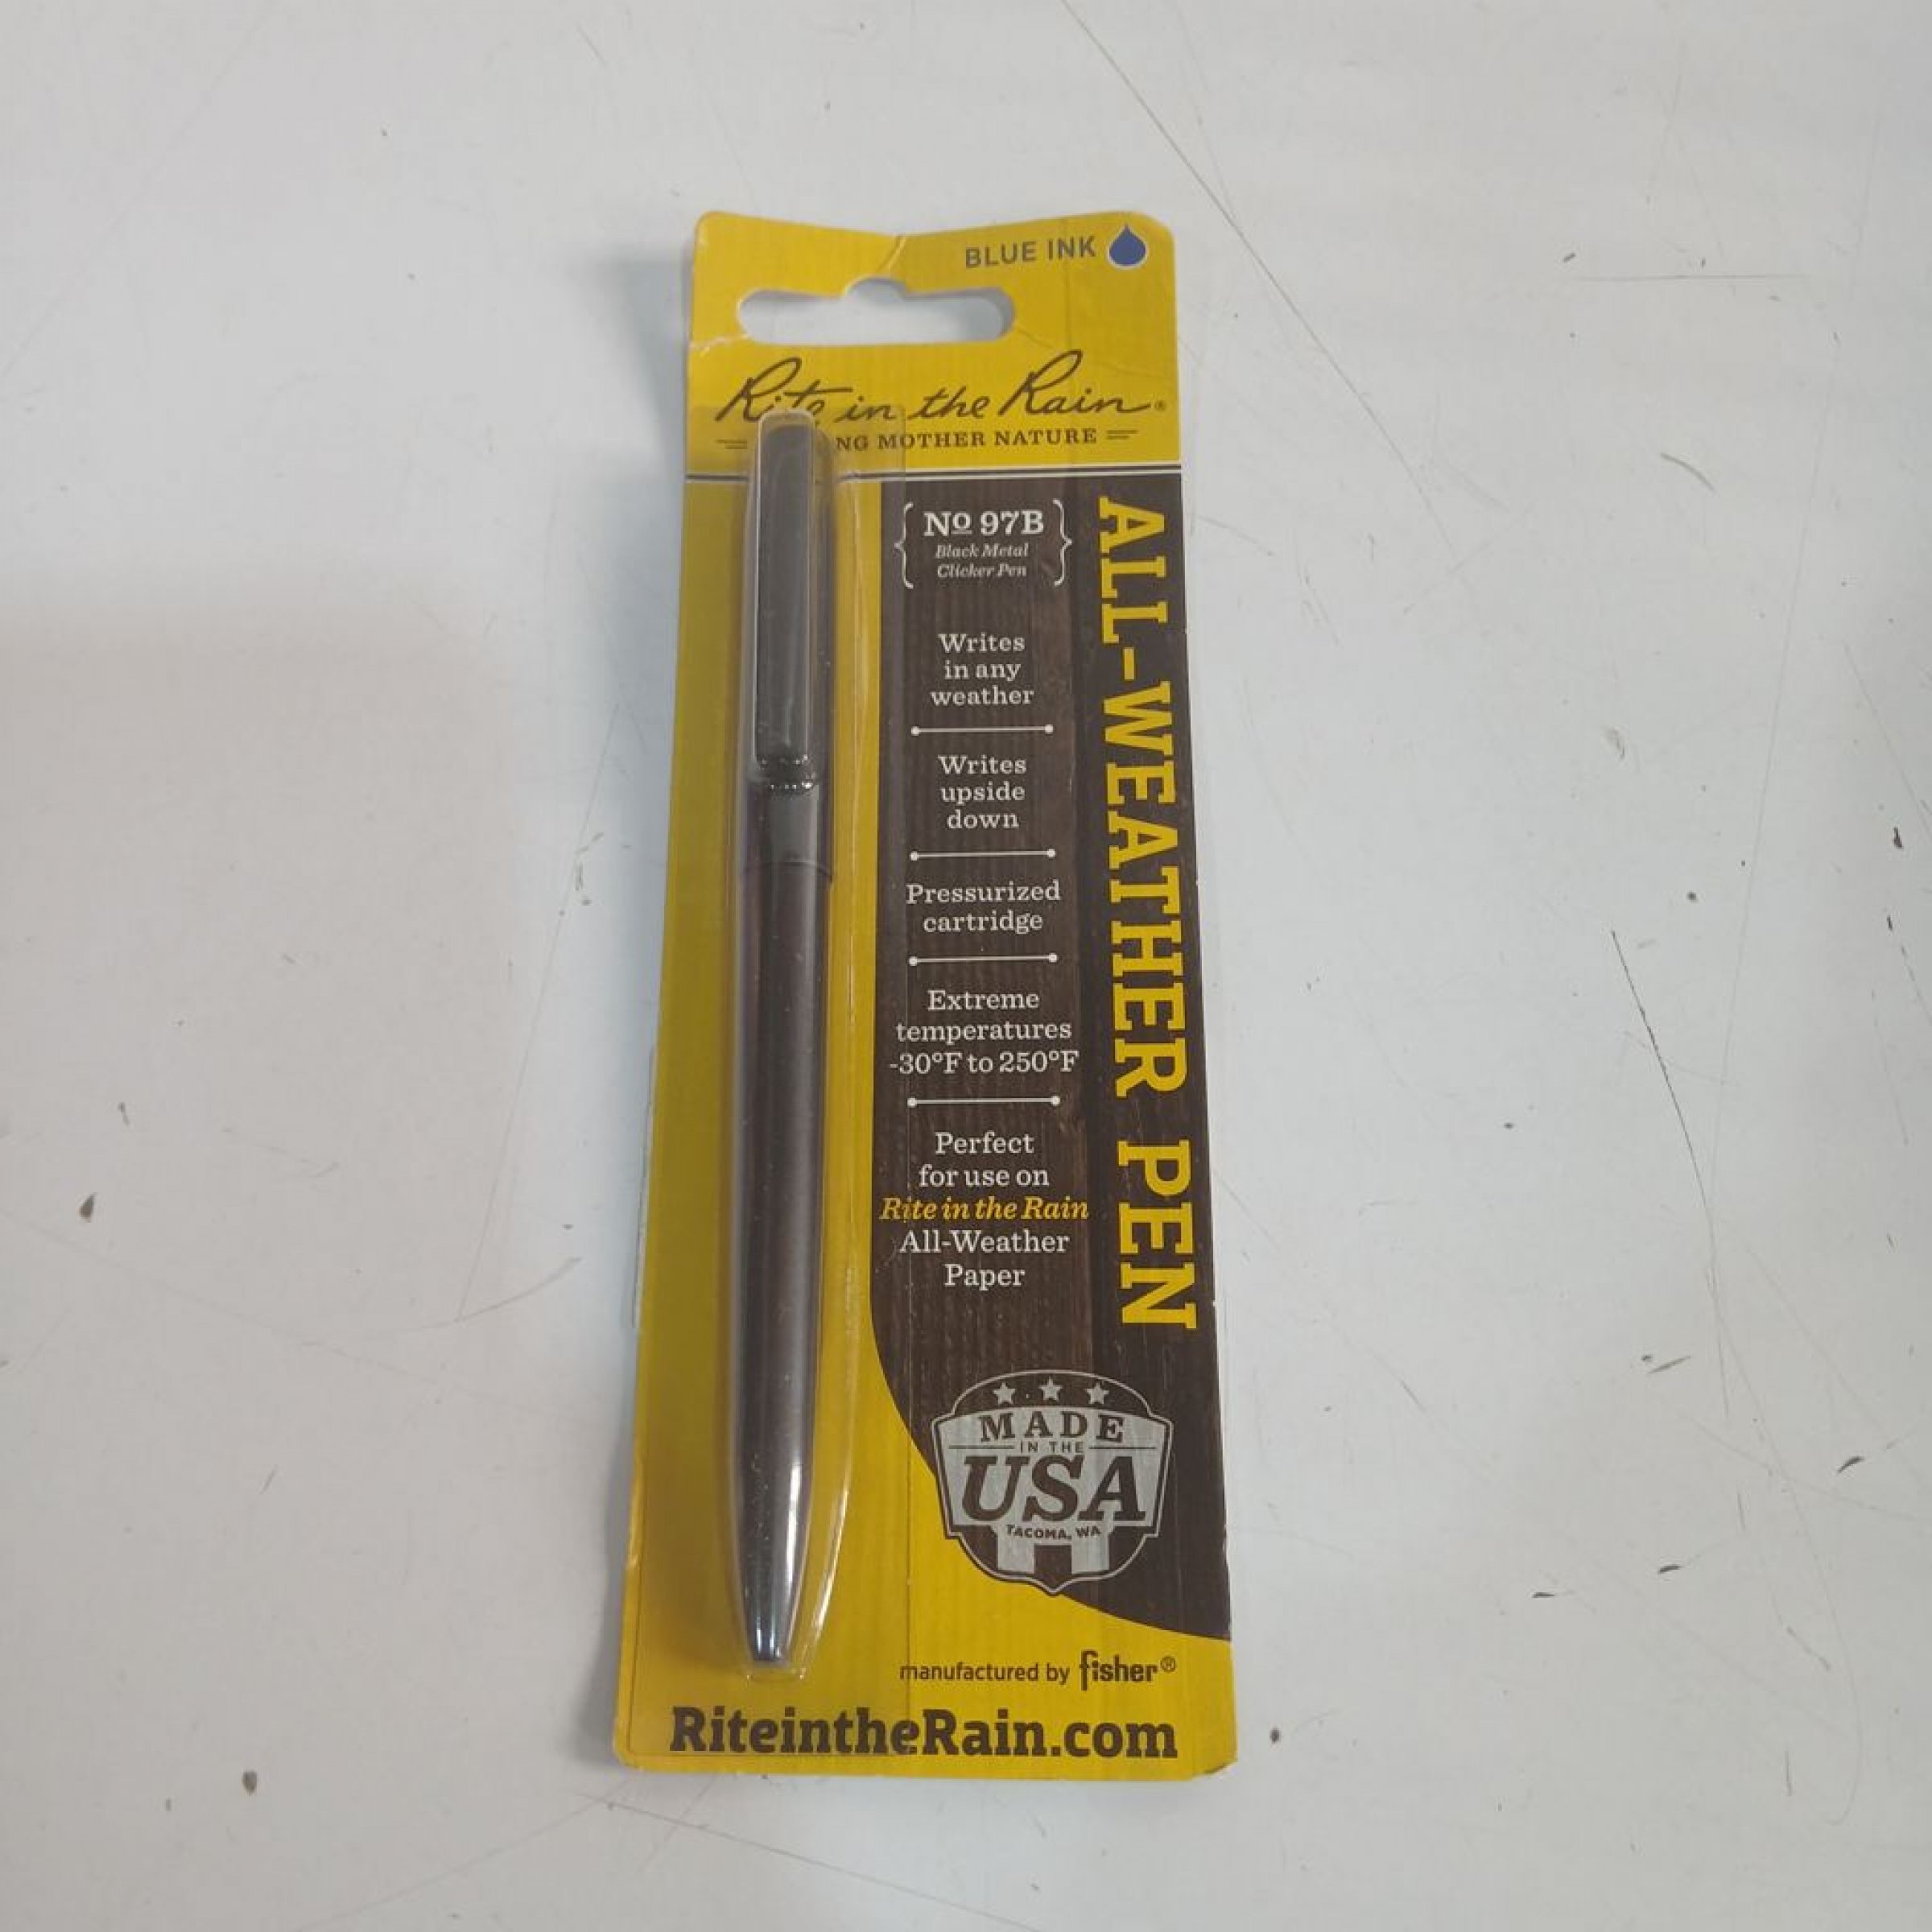 BLUE INK
Rite in the Rain®
NG MOTHER NATURE
No 97B
Black Metal
Clicker Pen
ALL-WEATHER PEN
Writes
in any
weather
Writes
upside
down
Pressurized
cartridge
Extreme
temperatures
-30°F to 250°F
Perfect
for use on
Rite in the Rain
All-Weather
Paper
MADE
IN THE
USA
TACOMA, WA
manufactured by fisher®
RiteintheRain.com